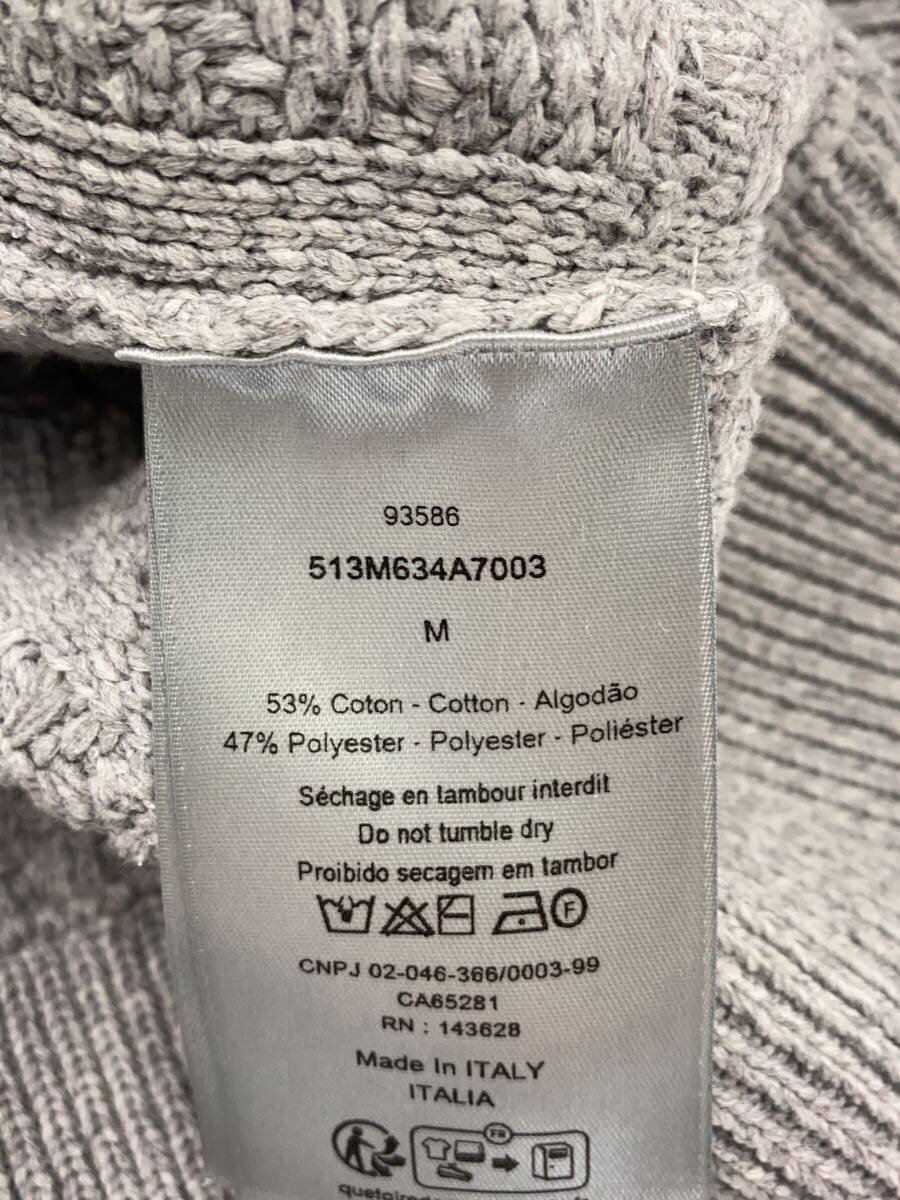 93586
513M634A7003
M
53% Coton - Cotton - Algodão
47% Polyester - Polyester - Poliéster
Séchage en tambour interdit
Do not tumble dry
Proibido secagem em tambor
F
CNPJ 02-046-366/0003-99
CA65281
RN : 143628
Made In ITALY
ITALIA
FR